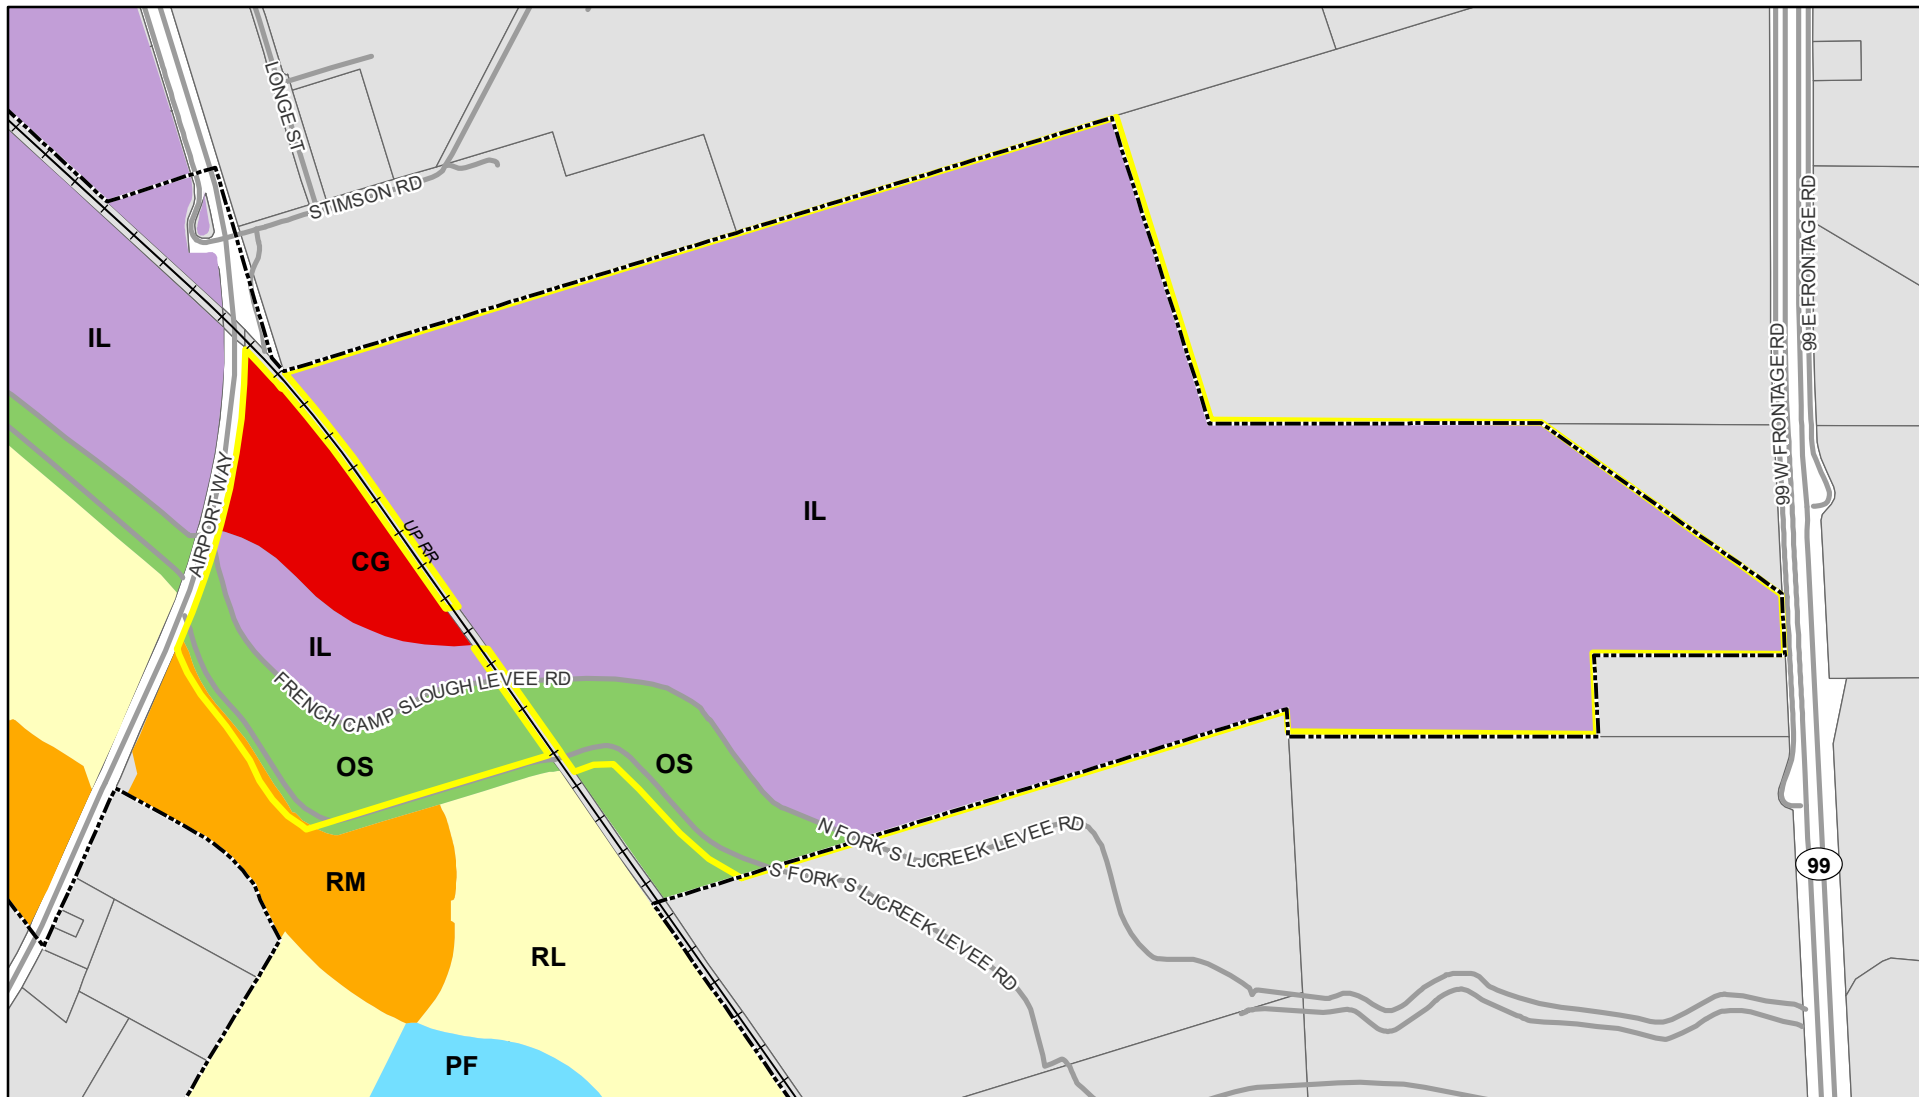 LONGE ST
STIMSON RD
99 E FRONTAGE RD
99 W FRONTAGE RD
IL
AIRPORT WAY
UP RR
IL
CG
IL
FRENCH CAMP SLOUGH LEVEE RD
OS
OS
N FORK S LJCREEK LEVEE RD
S FORK S LJCREEK LEVEE RD
99
RM
RL
PF